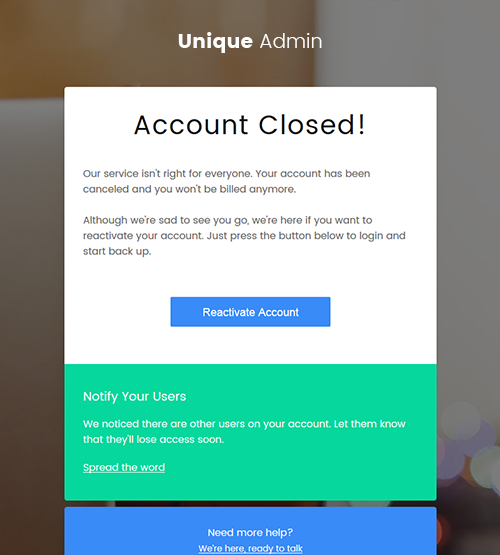 Unique Admin
Account Closed!
Our service isn't right for everyone. Your account has been
canceled and you won't be billed anymore.
Although we're sad to see you go, we're here if you want to
reactivate your account. Just press the button below to login and
start back up.
Reactivate Account
Notify Your Users
We noticed there are other users on your account. Let them know
that they'll lose access soon.
Spread the word
Need more help?
We're here, ready to talk